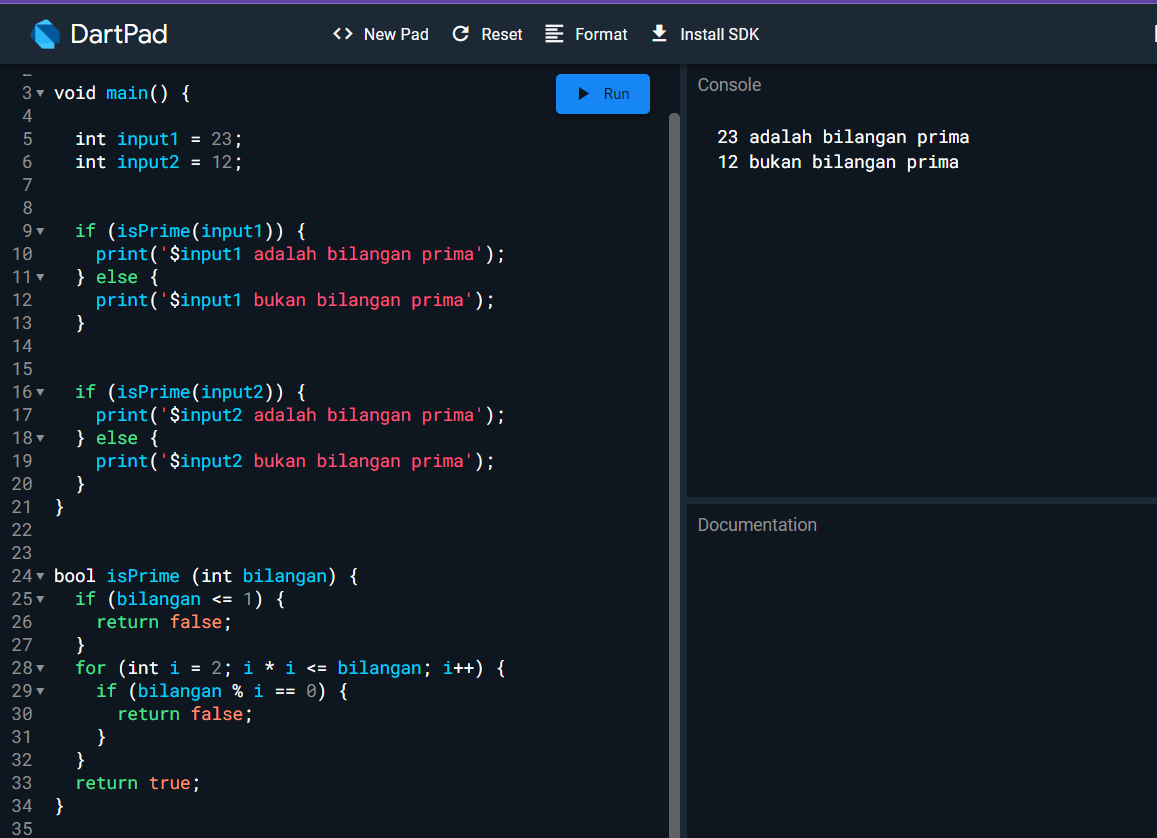 DartPad
<> New Pad Reset Format Install SDK
3 void main() {
4
5 int input1 = 23;
6 int input2 = 12;
7
8
9 if (isPrime(input1)) {
10 print('$input1 adalah bilangan prima');
11 } else {
12 print('$input1 bukan bilangan prima');
13 }
14
15
16 if (isPrime(input2)) {
17 print('$input2 adalah bilangan prima');
18 } else {
19 print('$input2 bukan bilangan prima');
20 }
21 }
22
23
24 bool isPrime (int bilangan) {
25 if (bilangan <= 1) {
26 return false;
27 }
28 for (int i = 2; i * i <= bilangan; i++) {
29 if (bilangan % i == 0) {
30 return false;
31 }
32 }
33 return true;
34 }
35
Run
Console
23 adalah bilangan prima
12 bukan bilangan prima
Documentation